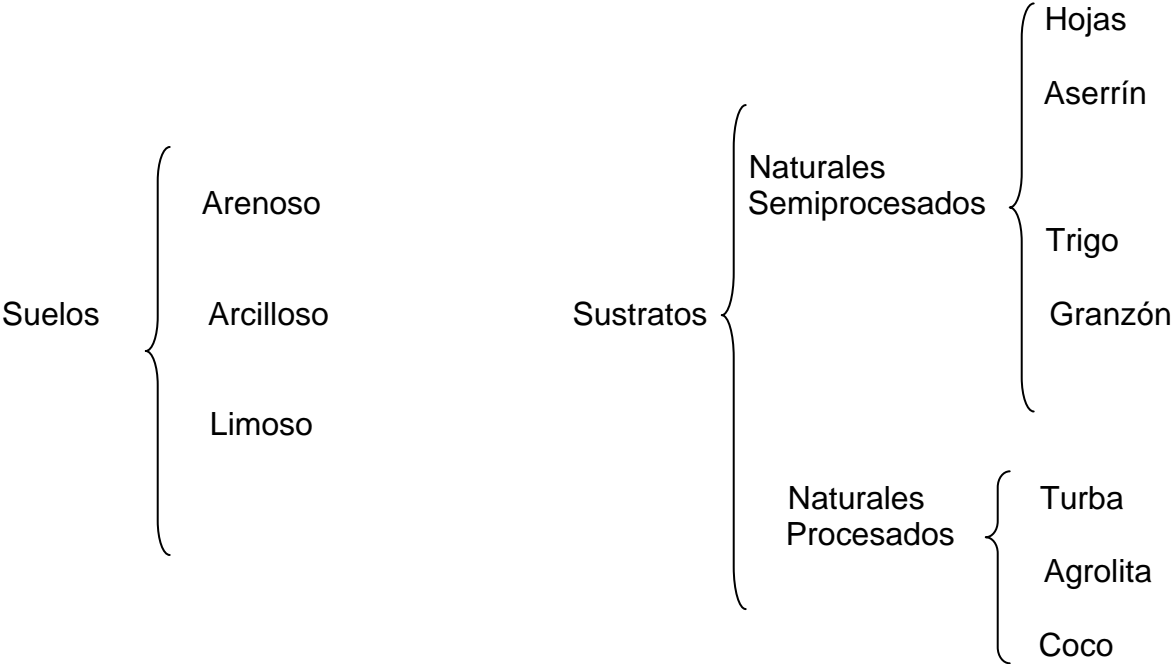 Suelos
Arenoso
Arcilloso
Limoso
Sustratos
Naturales
Semiprocesados
Hojas
Aserrín
Trigo
Granzón
Naturales
Procesados
Turba
Agrolita
Coco